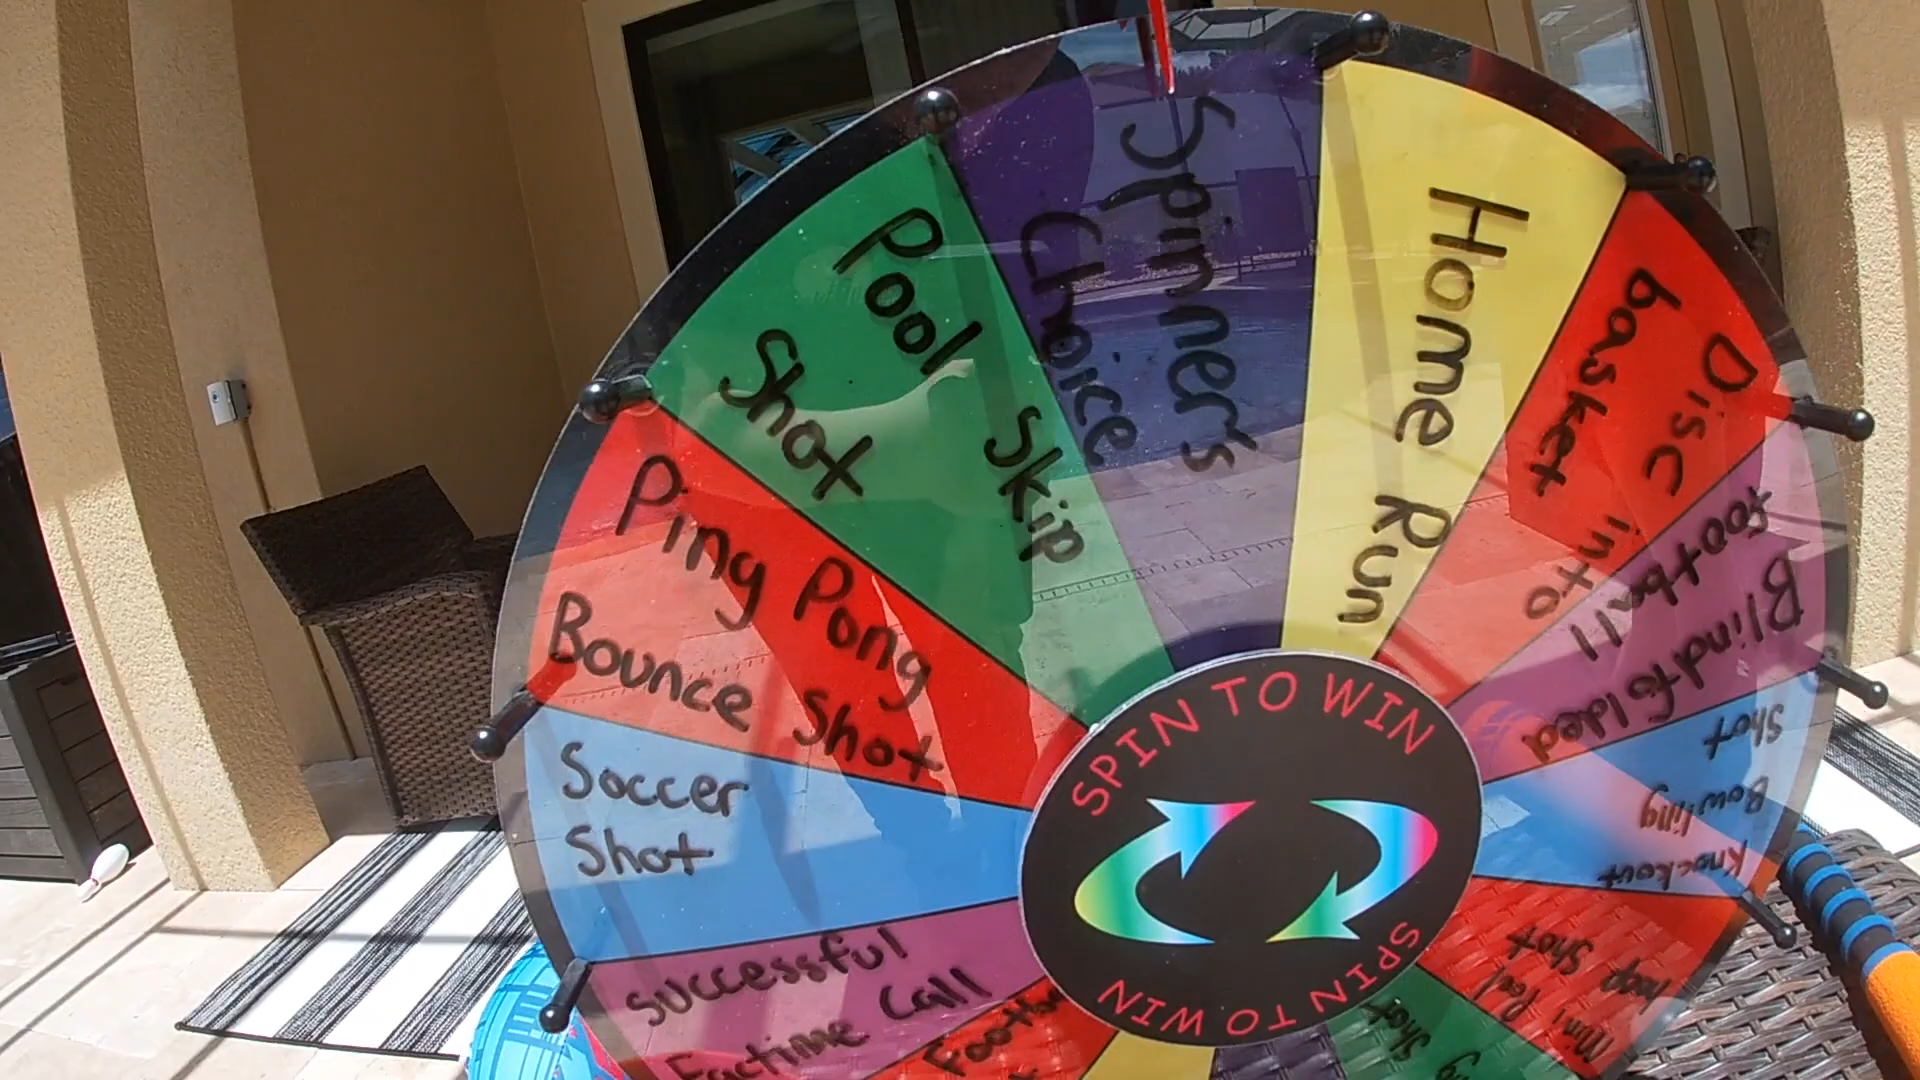 Spinner's
Choice
Home Run
Disc into
basket
Blindfolded
football
Knockout
Bowling
Shot
Mini Pool
hoop shot
Shot
Pool Skip
Shot
Ping Pong
Bounce Shot
Soccer
Shot
successful
Factime Call
SPIN TO WIN
SPIN TO WIN